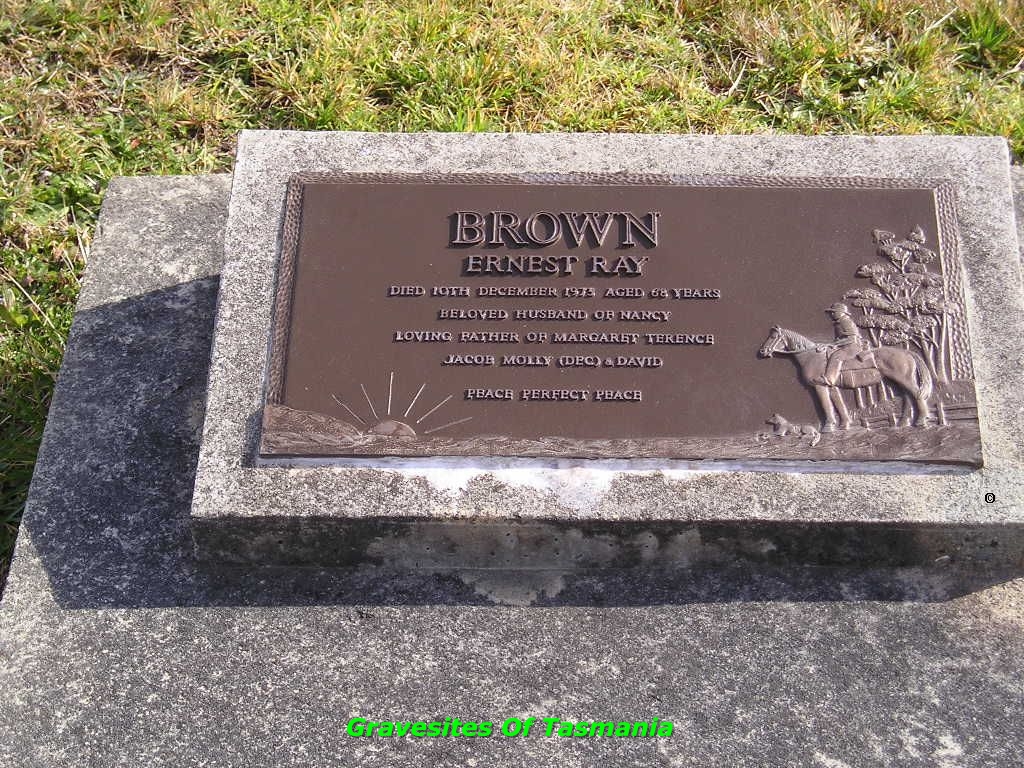 BROWN
ERNEST RAY
DIED 10TH DECEMBER AGED 68 YEARS
BELOVED HUSBAND OF NANCY
LOVING FATHER OF MARGARET TERENCE
JACOB MOLLY (DEC) & DAVID
PEACE PERFECT PEACE
©
Gravesites Of Tasmania